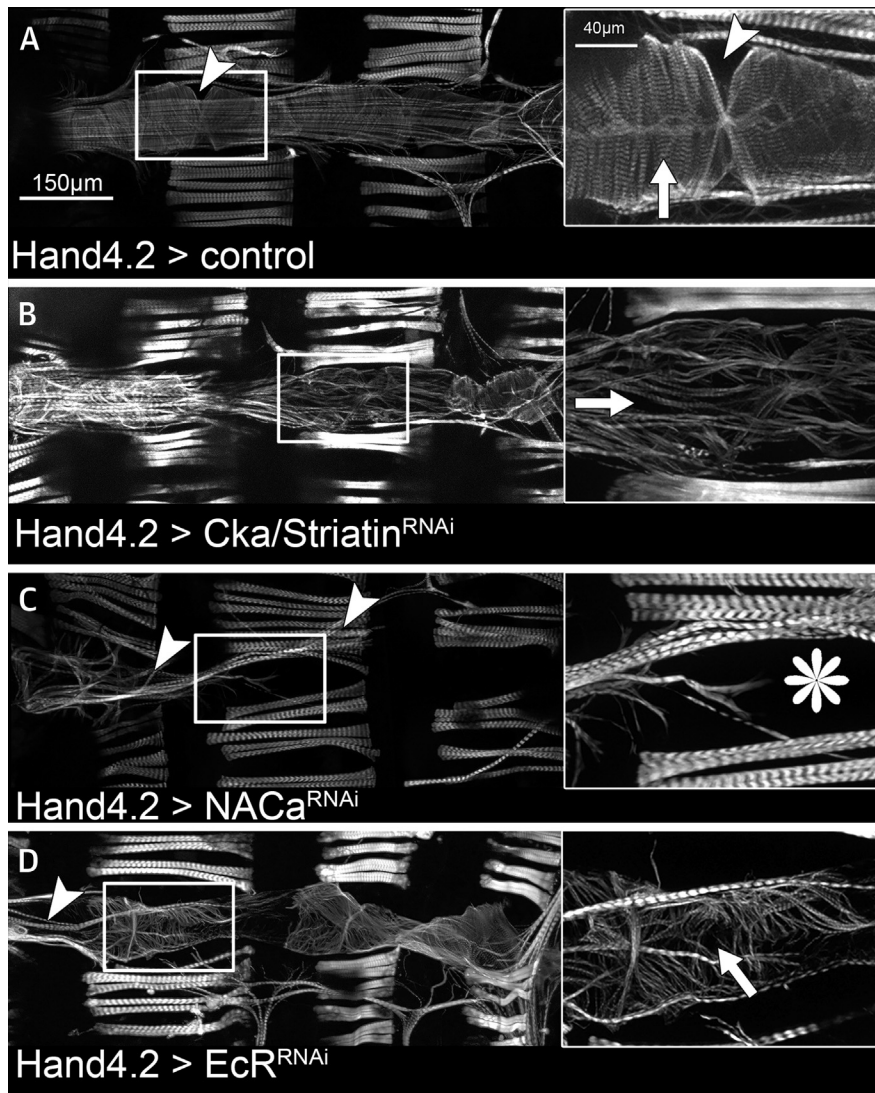 A
40µm
150µm
Hand4.2 > control
B
Hand4.2 > Cka/Striatin^RNAi
C
Hand4.2 > NACa^RNAi
D
Hand4.2 > EcR^RNAi